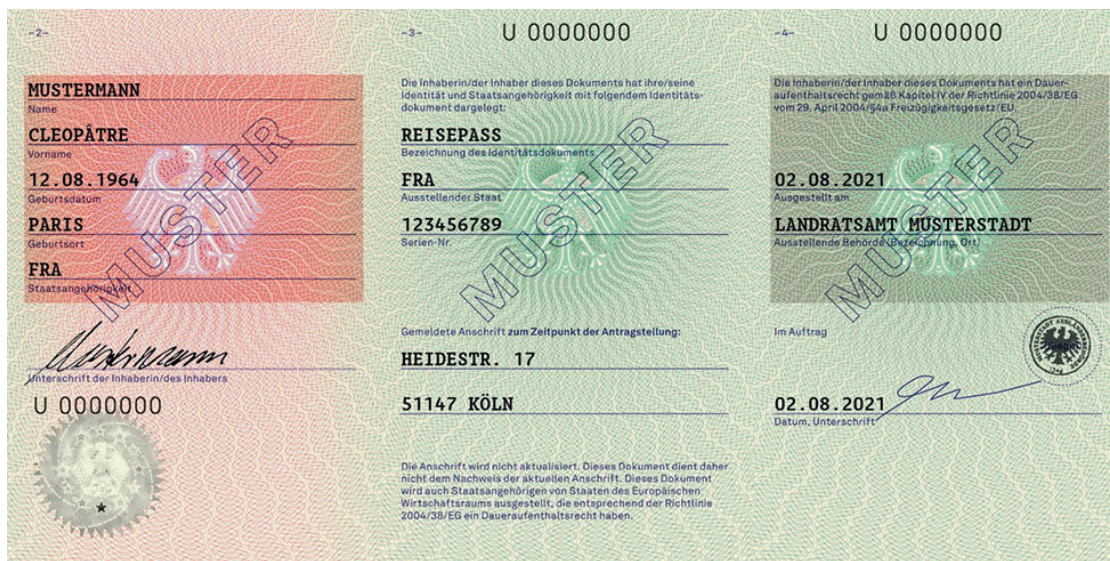 -2-
MUSTERMANN
Name
CLEOPÂTRE
Vorname
12.08.1964
Geburtsdatum
PARIS
Geburtsort
FRA
Staatsangehörigkeit
MUSTER
Mustermann
Unterschrift der Inhaberin/des Inhabers
U 0000000
-3-
U 0000000
Die Inhaberin/der Inhaber dieses Dokuments hat ihre/seine
Identität und Staatsangehörigkeit mit folgendem Identitäts-
dokument dargelegt:
REISEPASS
Bezeichnung des Identitätsdokuments
FRA
Ausstellender Staat
123456789
Serien-Nr.
MUSTER
Gemeldete Anschrift zum Zeitpunkt der Antragstellung:
HEIDESTR. 17
51147 KÖLN
Die Anschrift wird nicht aktualisiert. Dieses Dokument dient daher
nicht dem Nachweis der aktuellen Anschrift. Dieses Dokument
wird auch Staatsangehörigen von Staaten des Europäischen
Wirtschaftsraums ausgestellt, die entsprechend der Richtlinie
2004/38/EG ein Daueraufenthaltsrecht haben.
-4-
U 0000000
Die Inhaberin/der Inhaber dieses Dokuments hat ein Dauer-
aufenthaltsrecht gemäß Kapitel IV der Richtlinie 2004/38/EG
vom 29. April 2004/§4a Freizügigkeitsgesetz/EU.
02.08.2021
Ausgestellt am
LANDRATSAMT MUSTERSTADT
Ausstellende Behörde (Bezeichnung, Ort)
MUSTER
Im Auftrag
02.08.2021
Datum, Unterschrift